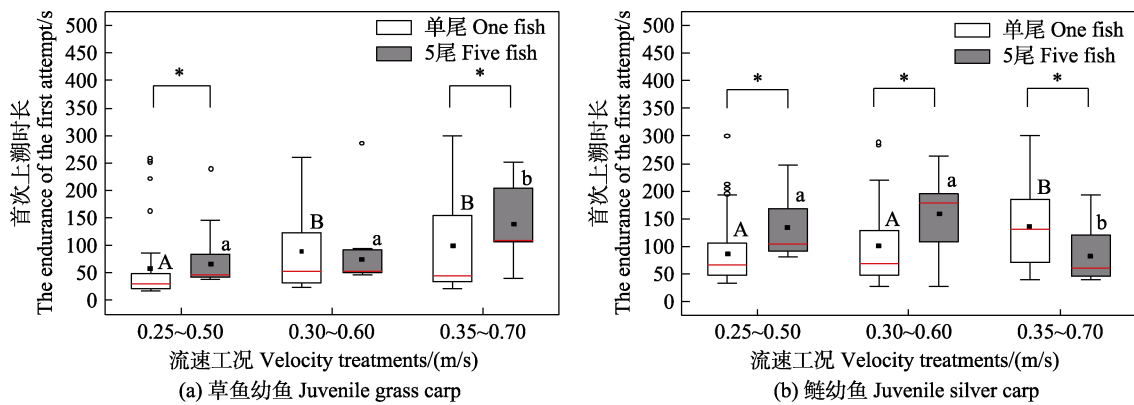 500
450
400
350
300
250
200
150
100
50
0
首次上溯时长
The endurance of the first attempt/s
单尾 One fish
5尾 Five fish
*
*
A
a
B
a
B
b
0.25~0.50
0.30~0.60
0.35~0.70
流速工况 Velocity treatments/(m/s)
(a) 草鱼幼鱼 Juvenile grass carp
500
450
400
350
300
250
200
150
100
50
0
首次上溯时长
The endurance of the first attempt/s
单尾 One fish
5尾 Five fish
*
*
*
A
a
A
a
B
b
0.25~0.50
0.30~0.60
0.35~0.70
流速工况 Velocity treatments/(m/s)
(b) 鲢幼鱼 Juvenile silver carp